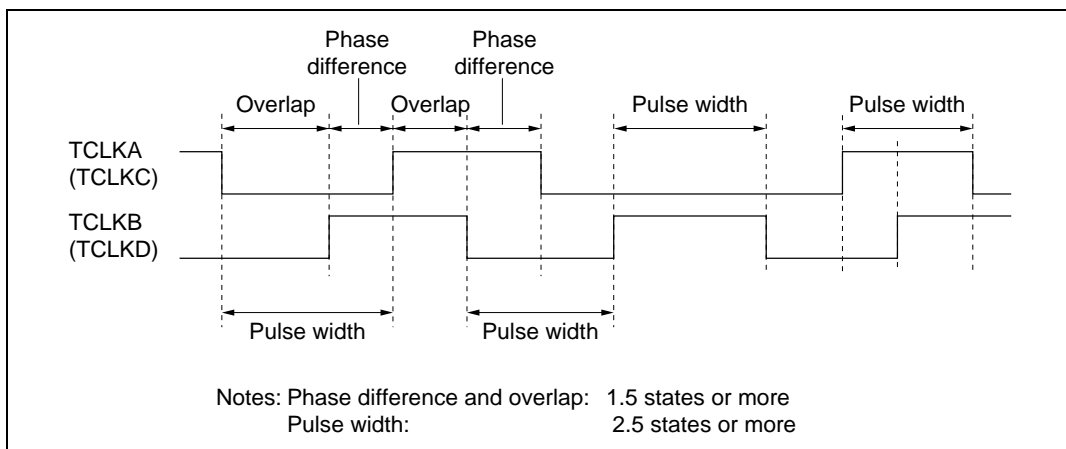 Phase difference
Phase difference
Overlap
Overlap
Pulse width
Pulse width
TCLKA
(TCLKC)
TCLKB
(TCLKD)
Pulse width
Pulse width
Notes: Phase difference and overlap: 1.5 states or more
Pulse width: 2.5 states or more